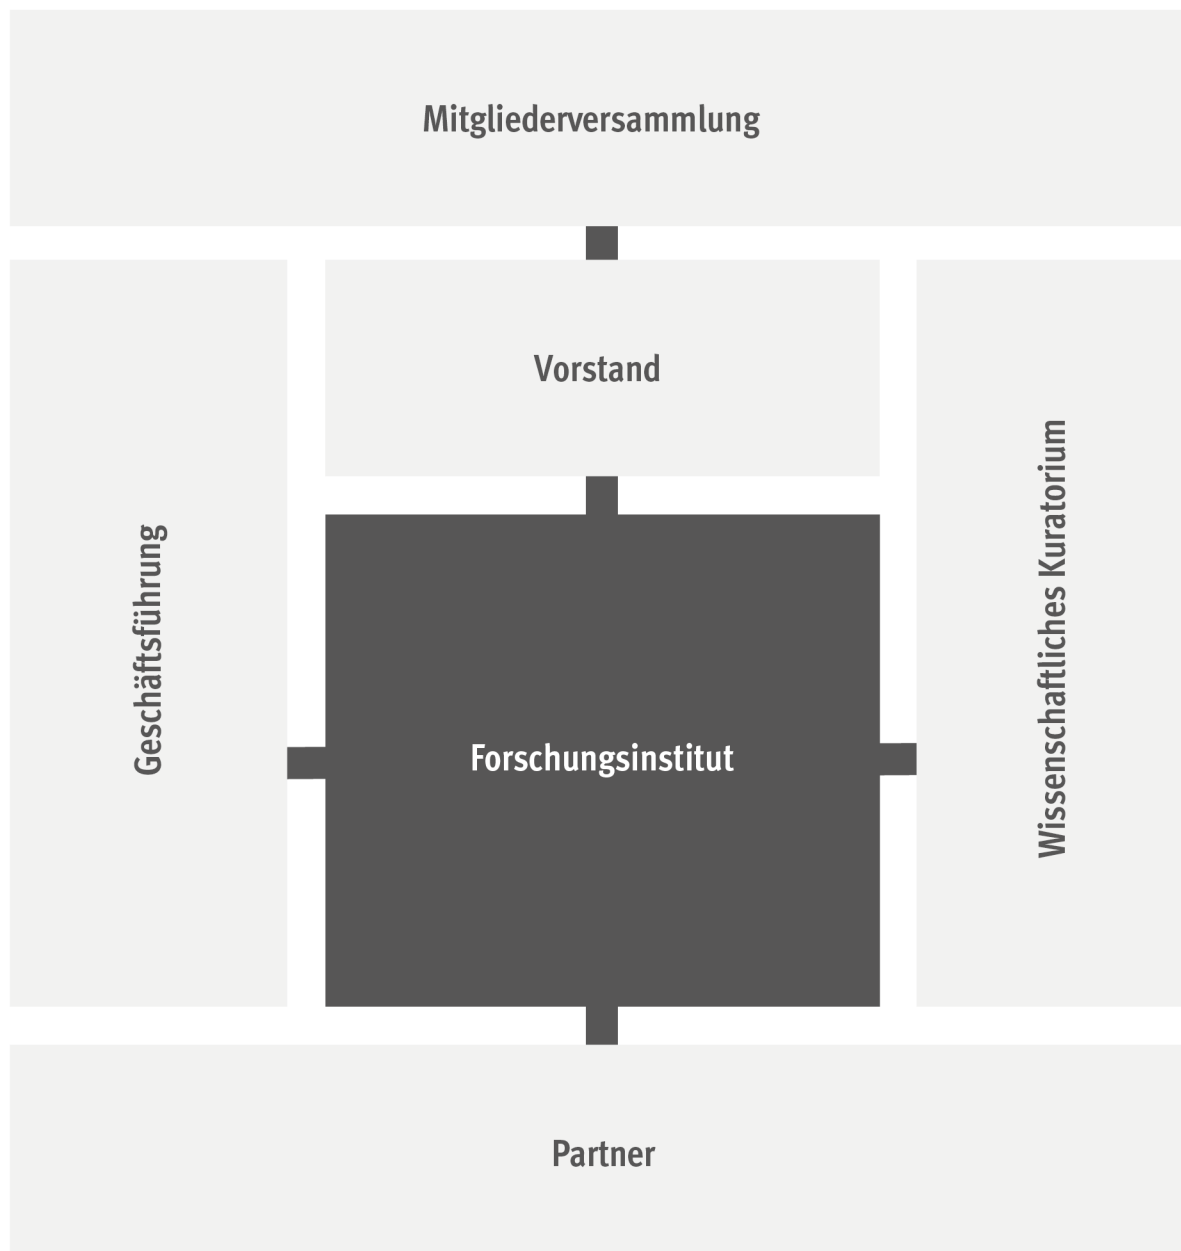 Mitgliederversammlung
Vorstand
Geschäftsführung
Forschungsinstitut
Wissenschaftliches Kuratorium
Partner